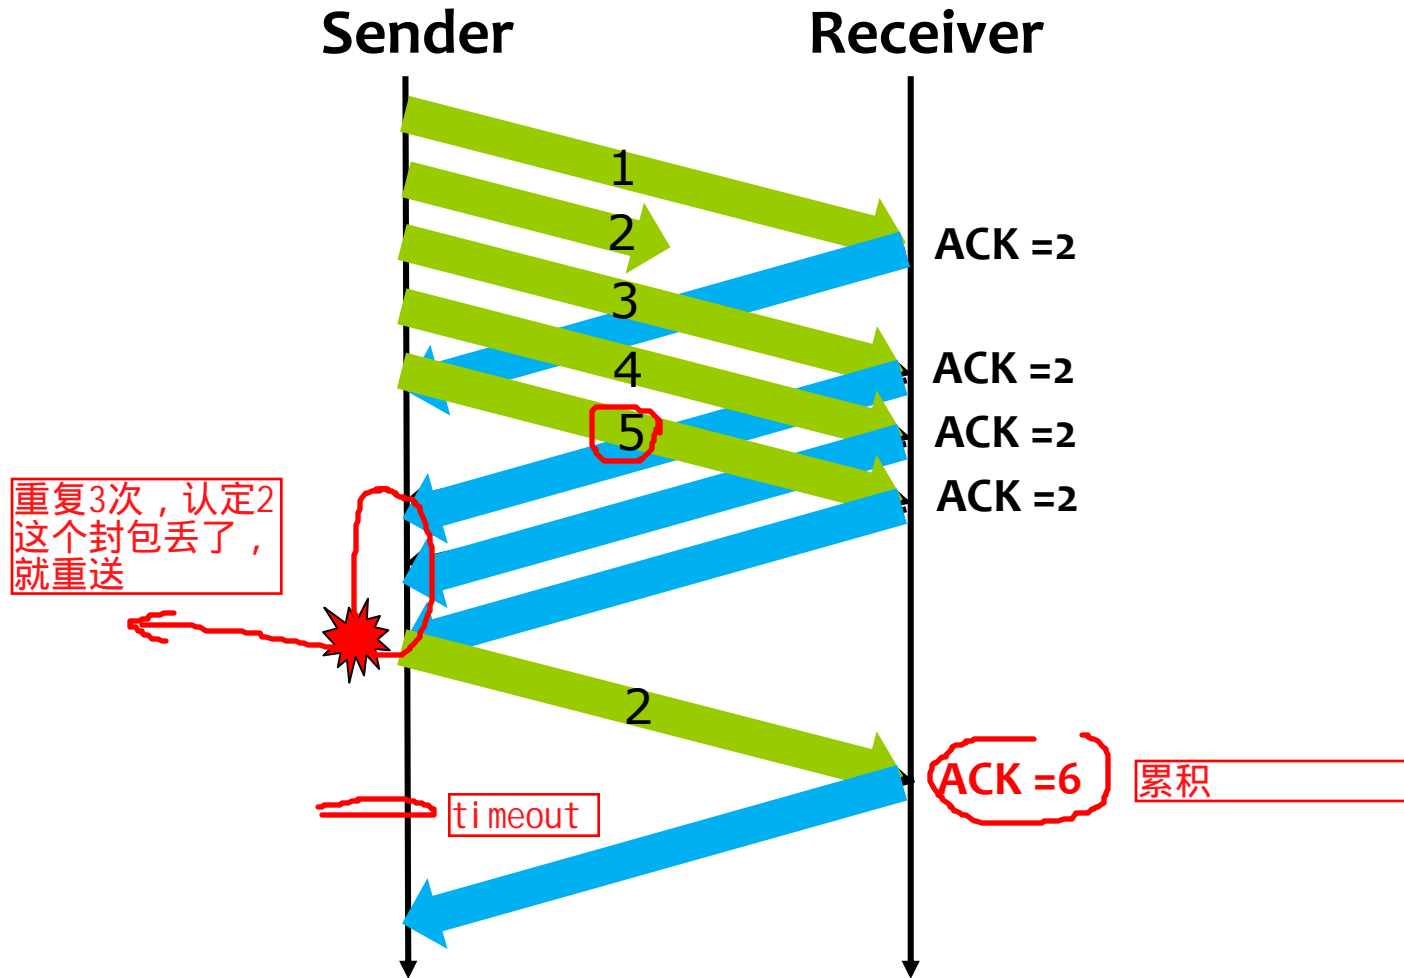 Sender
Receiver
1
2
ACK =2
3
4
ACK =2
5
ACK =2
ACK =2
重复3次，认定2
这个封包丢了，
就重送
2
ACK =6
累积
timeout